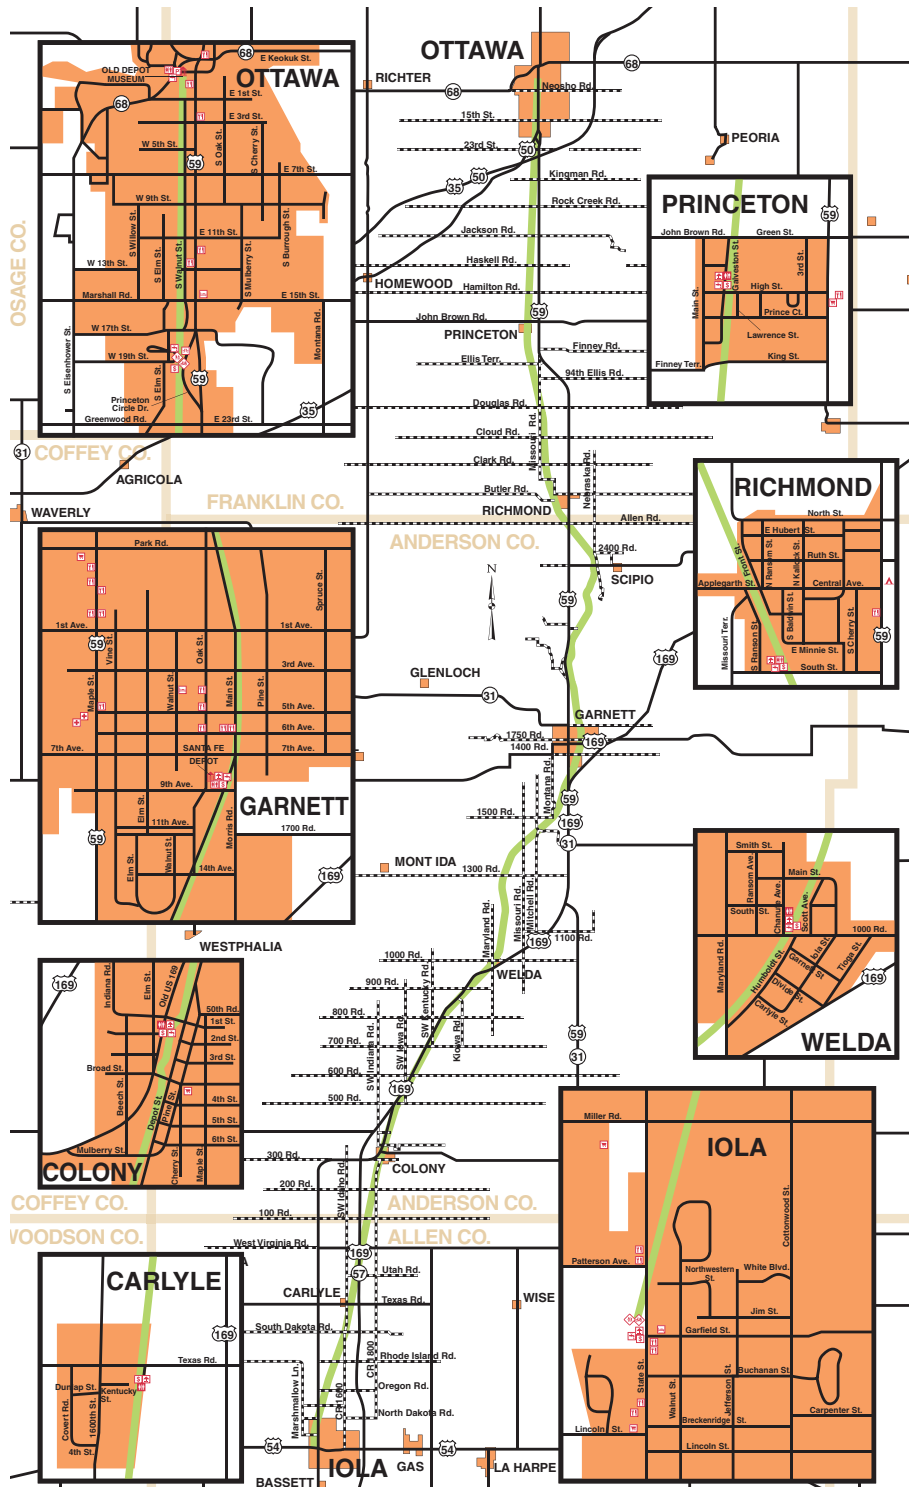 OTTAWA
68
E Keokuk St.
OLD DEPOT
MUSEUM
68
E 1st St.
E 3rd St.
W 5th St.
S Oak St.
S Cherry St.
59
E 7th St.
W 9th St.
S Willow St.
E 11th St.
S Burrough St.
S Elm St.
S Walnut St.
S Mulberry St.
W 13th St.
Marshall Rd.
E 15th St.
W 17th St.
Montana Rd.
S Eisenhower St.
W 19th St.
S Elm St.
59
Princeton
Circle Dr.
35
Greenwood Rd.
E 23rd St.
OTTAWA
68
RICHTER
68
Neosho Rd.
15th St.
PEORIA
23rd St.
50
50
35
Kingman Rd.
Rock Creek Rd.
Jackson Rd.
Haskell Rd.
HOMEWOOD
Hamilton Rd.
59
John Brown Rd.
PRINCETON
Finney Rd.
Ellis Terr.
94th Ellis Rd.
Douglas Rd.
Missouri Rd.
Cloud Rd.
Clark Rd.
Nebraska Rd.
Butler Rd.
RICHMOND
Allen Rd.
OSAGE CO.
31
COFFEY CO.
AGRICOLA
FRANKLIN CO.
WAVERLY
ANDERSON CO.
PRINCETON
59
John Brown Rd.
Green St.
Galveston St.
3rd St.
Main St.
High St.
Prince Ct.
Lawrence St.
Finney Terr.
King St.
RICHMOND
North St.
E Hubert St.
Front St.
N Ransom St.
N Kallock St.
Ruth St.
Applegarth St.
Central Ave.
Missouri Terr.
S Ranson St.
S Baldwin St.
S Cherry St.
E Minnie St.
59
South St.
2400 Rd.
SCIPIO
N
59
169
GLENLOCH
31
GARNETT
1750 Rd.
169
1400 Rd.
Montana Rd.
59
1500 Rd.
169
31
MONT IDA
1300 Rd.
Maryland Rd.
Missouri Rd.
Mitchell Rd.
1100 Rd.
169
Park Rd.
Spruce St.
1st Ave.
1st Ave.
59
Vine St.
Oak St.
3rd Ave.
Maple St.
Walnut St.
Main St.
Pine St.
5th Ave.
6th Ave.
7th Ave.
SANTA FE
DEPOT
7th Ave.
9th Ave.
GARNETT
Elm St.
11th Ave.
Morris Rd.
1700 Rd.
59
Elm St.
Walnut St.
14th Ave.
169
WESTPHALIA
1000 Rd.
WELDA
900 Rd.
SW Kentucky Rd.
800 Rd.
SW Iowa Rd.
Kiowa Rd.
59
700 Rd.
SW Indiana Rd.
31
600 Rd.
169
500 Rd.
300 Rd.
COLONY
SW Idaho Rd.
200 Rd.
100 Rd.
Smith St.
Ransom Ave.
Main St.
Chanute Ave.
Scott Ave.
South St.
1000 Rd.
Maryland Rd.
Humboldt St.
Iola St.
Garnett St
Tioga St.
Divide St.
Carlyle St.
169
WELDA
169
Indiana Rd.
Elm St.
Old US 169
50th Rd.
1st St.
2nd St.
3rd St.
Broad St.
Beech St.
Depot St.
Pine St.
4th St.
5th St.
Mulberry St.
6th St.
COLONY
Cherry St.
Maple St.
COFFEY CO.
ANDERSON CO.
WOODSON CO.
ALLEN CO.
West Virginia Rd.
169
57
Utah Rd.
CARLYLE
Texas Rd.
WISE
South Dakota Rd.
Rhode Island Rd.
CR 1800
Marshmallow Ln.
CR 1600
Oregon Rd.
North Dakota Rd.
54
54
IOLA
GAS
LA HARPE
BASSETT
CARLYLE
169
Texas Rd.
Dunlap St.
Kentucky
St.
Covert Rd.
1600th St.
4th St.
Miller Rd.
IOLA
Cottonwood St.
Patterson Ave.
Northwestern
St.
White Blvd.
Jim St.
Garfield St.
State St.
Walnut St.
Jefferson St.
Buchanan St.
Breckenridge St.
Carpenter St.
Lincoln St.
Lincoln St.